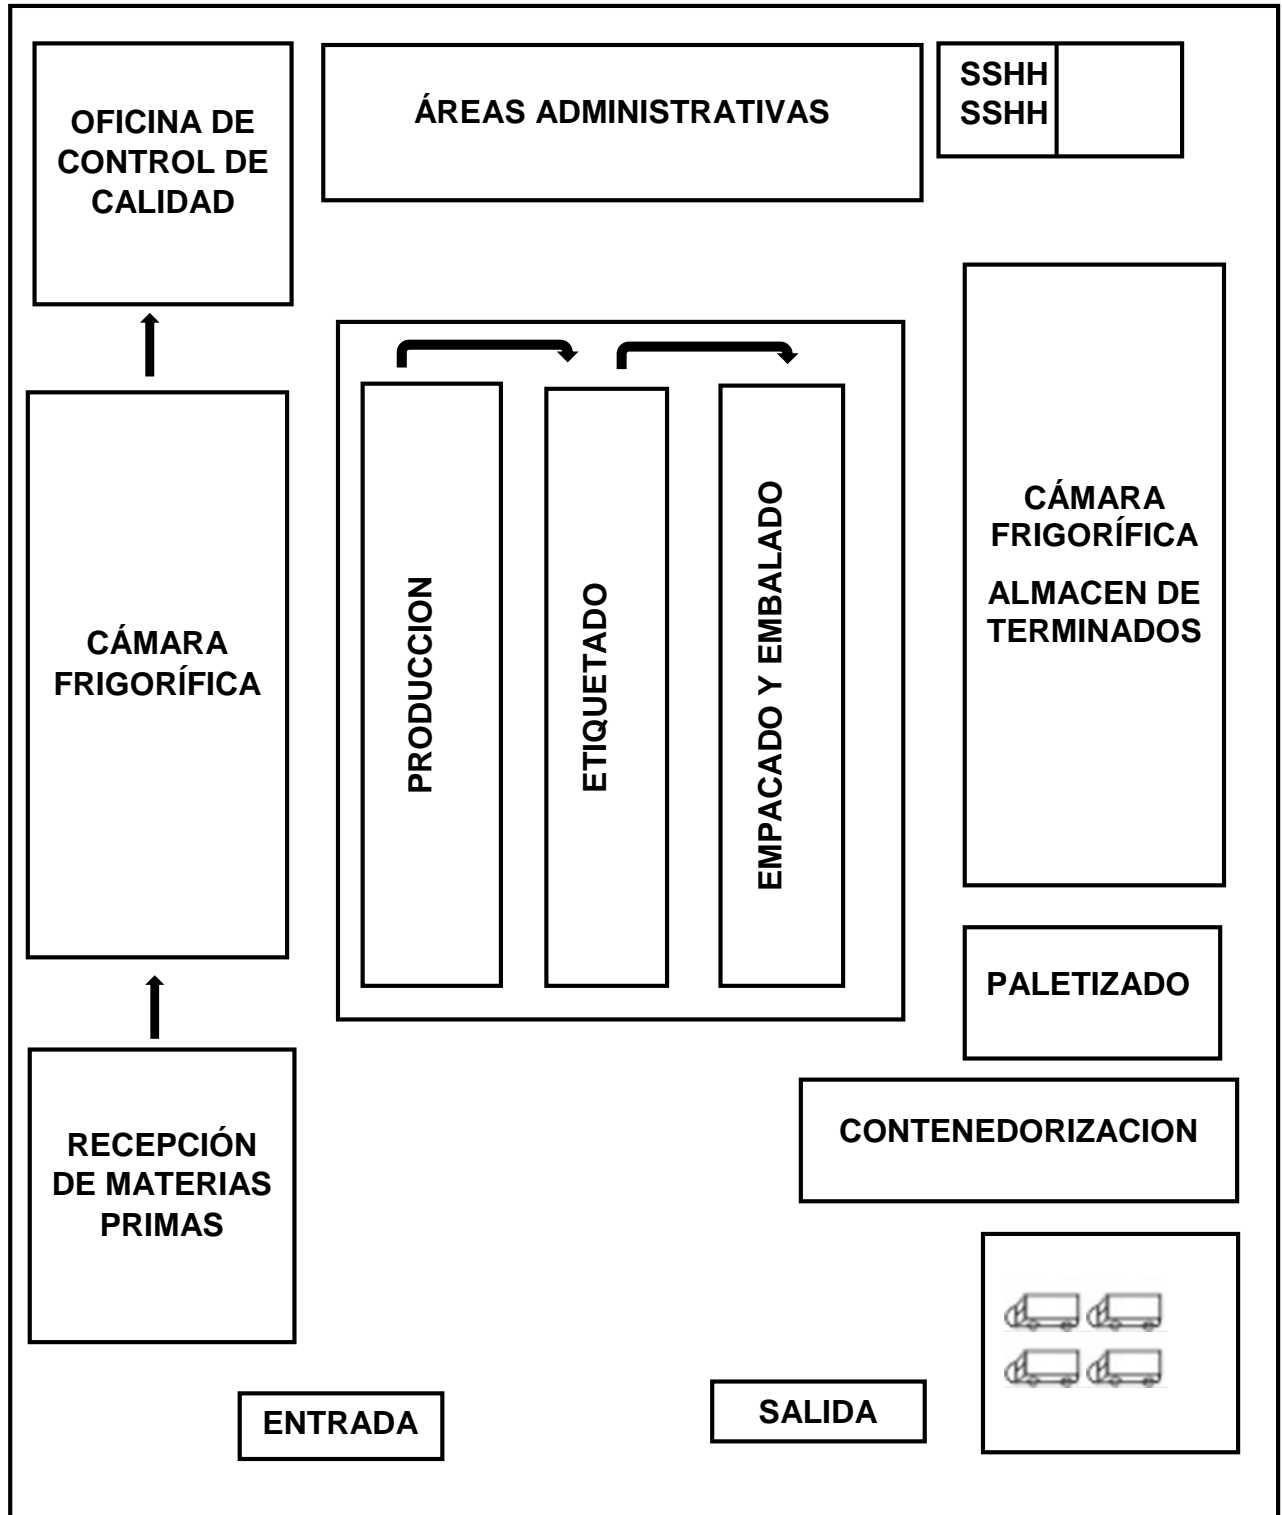 OFICINA DE
CONTROL DE
CALIDAD
ÁREAS ADMINISTRATIVAS
SSHH
SSHH
CÁMARA
FRIGORÍFICA
PRODUCCION
ETIQUETADO
EMPACADO Y EMBALADO
CÁMARA
FRIGORÍFICA
ALMACEN DE
TERMINADOS
PALETIZADO
CONTENEDORIZACION
RECEPCIÓN
DE MATERIAS
PRIMAS
ENTRADA
SALIDA